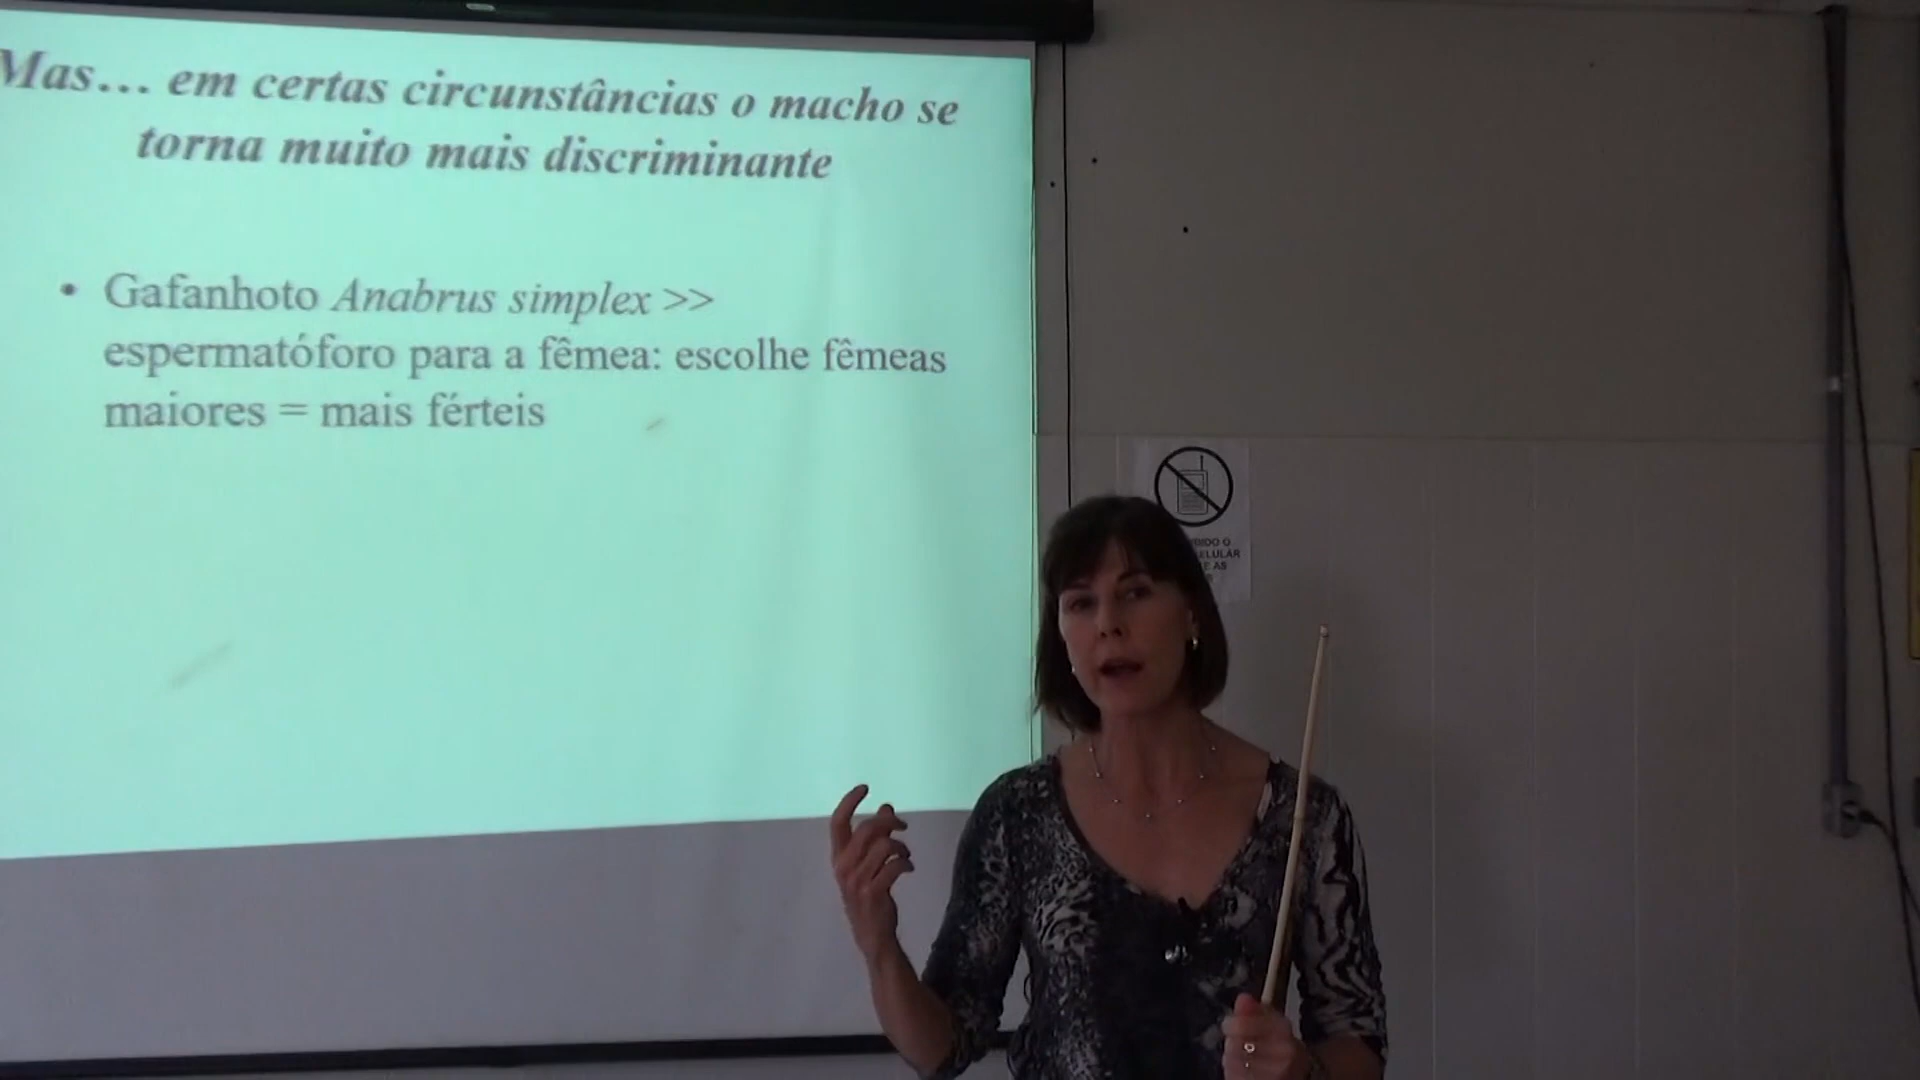 Mas... em certas circunstâncias o macho se
torna muito mais discriminante
• Gafanhoto Anabrus simplex >>
espermatóforo para a fêmea: escolhe fêmeas
maiores = mais férteis
O
AS